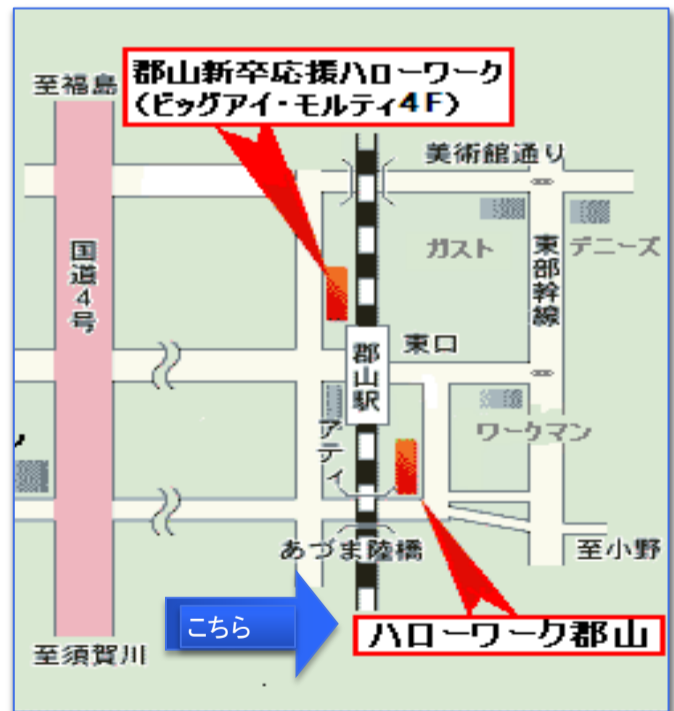 郡山新卒応援ハローワーク
(ビッグアイ・モルティ4F)
至福島
美術館通り
国道4号
ガスト
東部幹線
デニーズ
東口
郡山駅
アティ
ワークマン
あづま陸橋
至小野
こちら
ハローワーク郡山
至須賀川